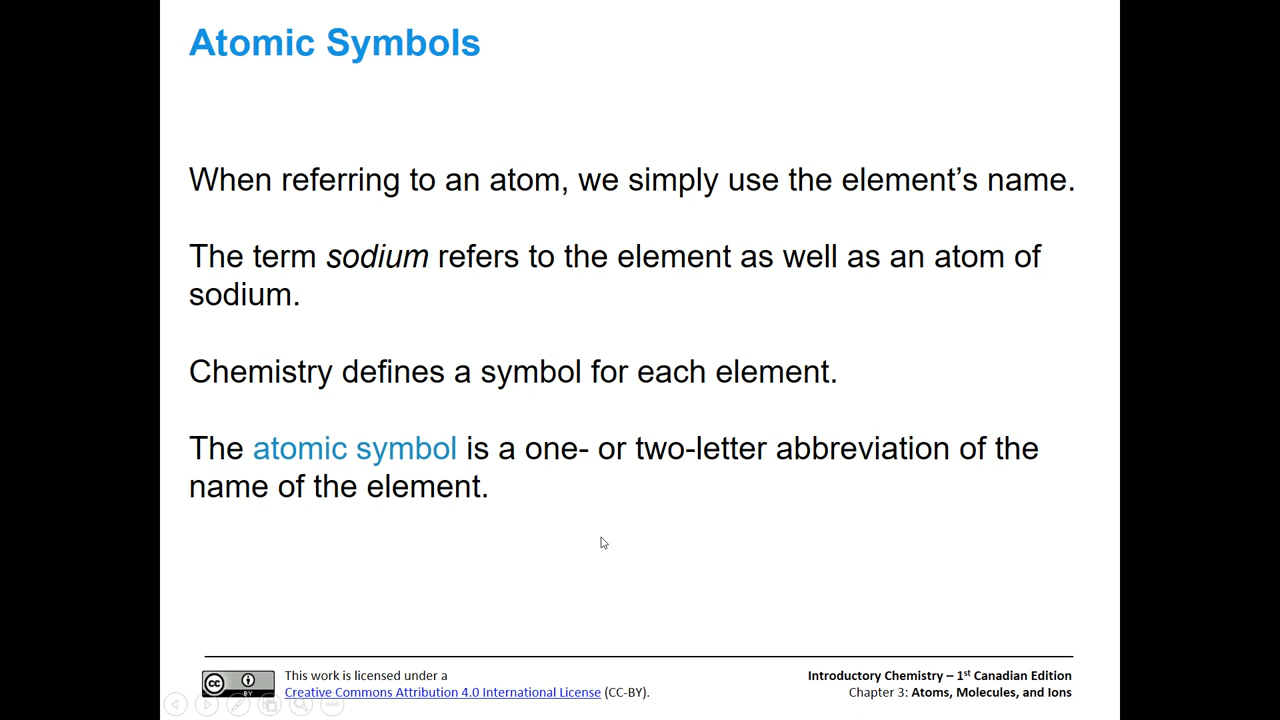 Atomic Symbols
When referring to an atom, we simply use the element’s name.
The term sodium refers to the element as well as an atom of
sodium.
Chemistry defines a symbol for each element.
The atomic symbol is a one- or two-letter abbreviation of the
name of the element.
cc BY
This work is licensed under a
Creative Commons Attribution 4.0 International License (CC-BY).
Introductory Chemistry – 1st Canadian Edition
Chapter 3: Atoms, Molecules, and Ions